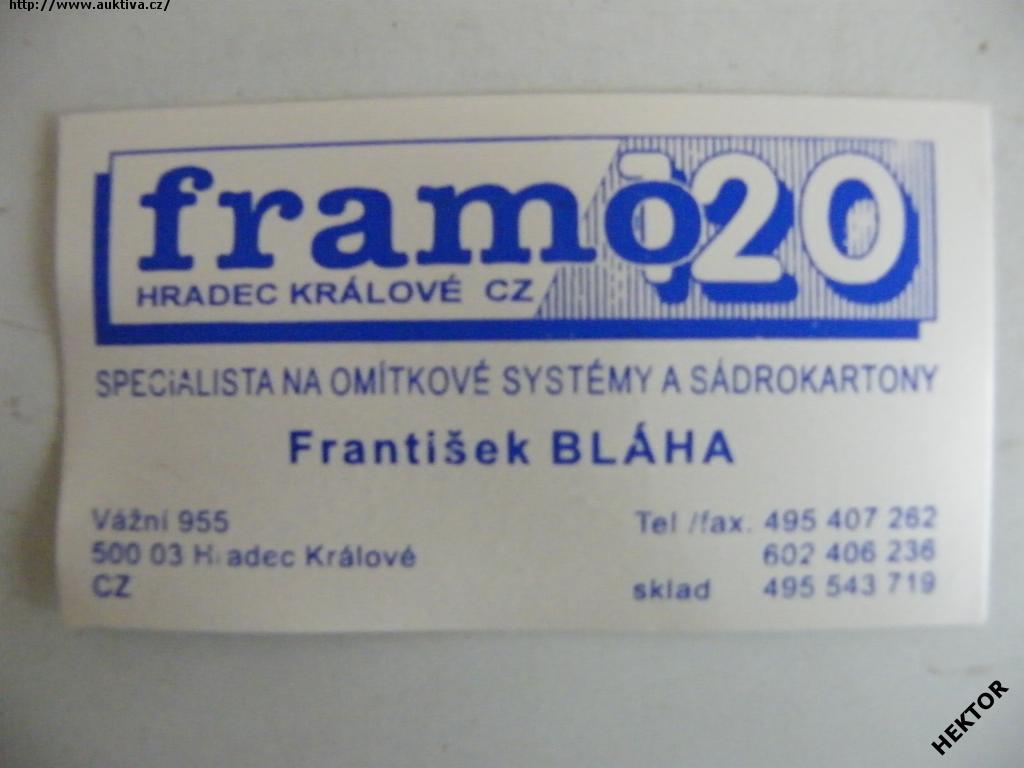 http://www.auktiva.cz/
framo 20
HRADEC KRÁLOVÉ CZ
SPECIALISTA NA OMÍTKOVÉ SYSTÉMY A SÁDROKARTONY
František BLÁHA
Vážní 955
500 03 Hradec Králové
CZ
Tel /fax. 495 407 262
602 406 236
sklad 495 543 719
HEKTOR